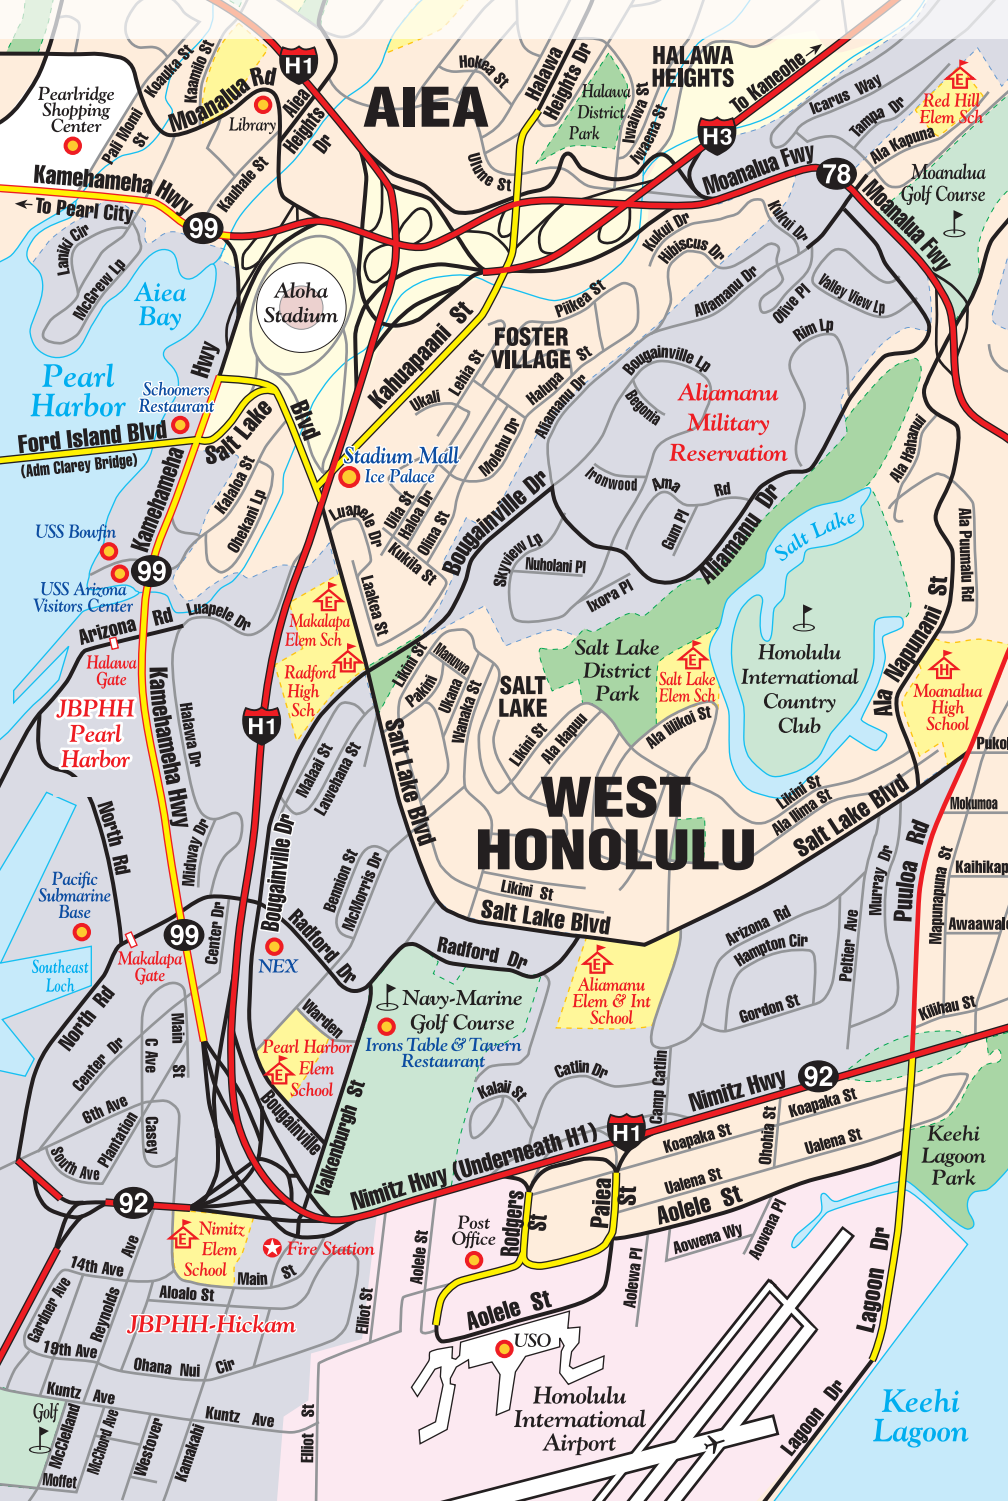 H1
Hokea St
Halawa
Heights Dr
HALAWA
HEIGHTS
To Kaneohe
Koauka St
Kaamilo St
Moanalua Rd
Pearlridge
Shopping
Center
Pali Momi
St
Library
Aiea
Heights
Dr
AIEA
Halawa
District
Park
Iwaiwa St
Iwaena St
H3
Icarus Way
Tampa Dr
Ala Kapuna
Red Hill
Elem Sch
Moanalua
Golf Course
Kamehameha Hwy
To Pearl City
Kauhale St
Ulune St
Moanalua Fwy
78
Moanalua Fwy
99
Laniki Cir
McGrew Lp
Aiea
Bay
Aloha
Stadium
Kukui Dr
Hibiscus Dr
Kukui Dr
Aliamanu Dr
Olive Pl
Valley View Lp
Rim Lp
Piikea St
FOSTER
VILLAGE
Kahuapaani St
Pearl
Harbor
Hwy
Schooners
Restaurant
Ford Island Blvd
(Adm Clarey Bridge)
Salt Lake
Blvd
Ukali
Lehia St
Halupa
St
Aliamanu Dr
Molehu Dr
Bougainville Lp
Begonia
Aliamanu
Military
Reservation
Stadium Mall
Ice Palace
Kalaloa St
Ohekani Lp
Kamehameha
Luapele Dr
Ulia St
Haloa Dr
Olina St
Kukila St
Bougainville Dr
Ironwood
Ama
Rd
Gum Pl
Aliamanu Dr
Ala Hahanui
Salt Lake
USS Bowfin
USS Arizona
Visitors Center
99
Skyview Lp
Nuholani Pl
Ixora Pl
Ala Puumalu Rd
Arizona Rd
Luapele Dr
Laakea St
Makalapa
Elem Sch
Radford
High
Sch
Halawa
Gate
JBPHH
Pearl
Harbor
Kamehameha Hwy
Halawa Dr
H1
Likini St
Manuwa
Pakini
Ukana
Wanaka St
SALT
LAKE
Likini St
Ala Hapuu
Salt Lake
District
Park
Salt Lake
Elem Sch
Ala Iilikoi St
Honolulu
International
Country
Club
Ala Napunani St
Moanalua
High
School
Malaai St
Lawehana St
Salt Lake Blvd
WEST
HONOLULU
Likini St
Ala Ilima St
Salt Lake Blvd
Pukol
Mokumoa
North Rd
Midway Dr
Bougainville Dr
Bennion St
McMorris Dr
Likini St
Salt Lake Blvd
Puuloa Rd
Murray Dr
Mapunapuna St
Kaihikap
Awaawal
Pacific
Submarine
Base
99
Center Dr
Radford Dr
Radford Dr
Arizona Rd
Hampton Cir
Peltier Ave
Makalapa
Gate
NEX
Southeast
Loch
Aliamanu
Elem & Int
School
Gordon St
Kilihau St
North Rd
Main
St
C Ave
Center Dr
Warden
Navy-Marine
Golf Course
Irons Table & Tavern
Restaurant
Pearl Harbor
Elem
School
Catlin Dr
Kalaii St
Camp Catlin
Nimitz Hwy
92
6th Ave
Plantation
Casey
South Ave
Bougainville
Valkenburgh St
Nimitz Hwy (Underneath H1)
H1
Koapaka St
Koapaka St
Ohohia St
Ualena St
Ualena St
Keehi
Lagoon
Park
92
Nimitz
Elem
School
Fire Station
Aolele St
Post
Office
Rodgers
St
Paiea
St
Aolele St
Aowena Wy
Aowena Pl
14th Ave
Ave
Main St
Aloalo St
Gardner Ave
Reynolds
19th Ave
JBPHH-Hickam
Elliot St
Aolele St
Aolewa Pl
Lagoon Dr
Ohana Nui Cir
USO
Kuntz Ave
Golf
McClelland
McChord Ave
Moffet
Westover
Kamakahi
Kuntz Ave
Elliot St
Honolulu
International
Airport
Lagoon Dr
Keehi
Lagoon